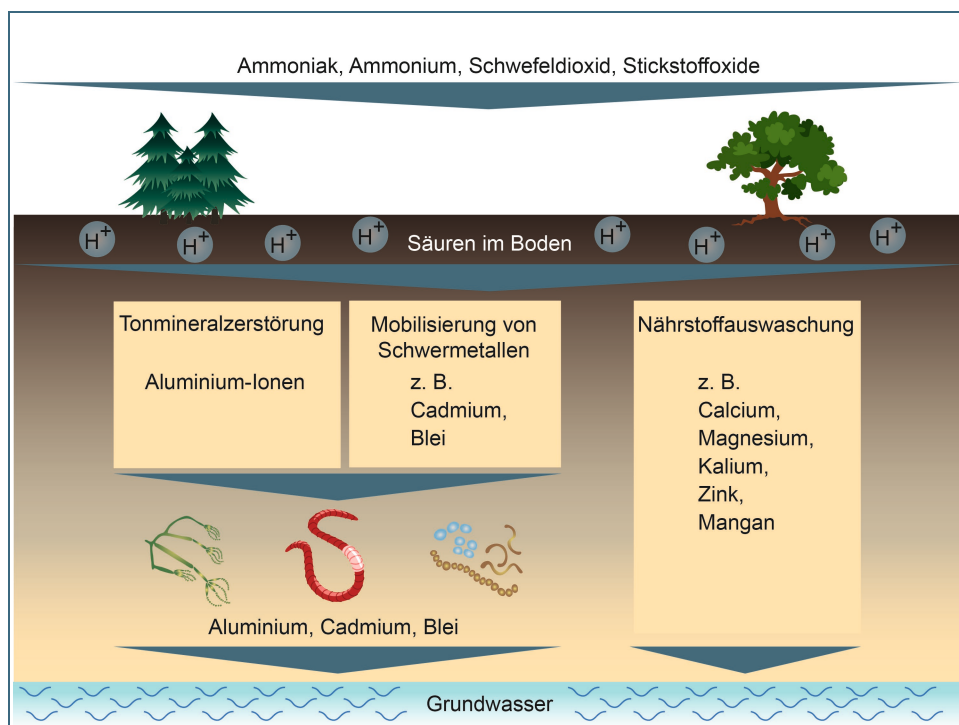 Ammoniak, Ammonium, Schwefeldioxid, Stickstoffoxide
H+ H+ H+ H+ Säuren im Boden H+ H+ H+ H+
Tonmineralzerstörung
Aluminium-Ionen
Mobilisierung von
Schwermetallen
z. B.
Cadmium,
Blei
Nährstoffauswaschung
z. B.
Calcium,
Magnesium,
Kalium,
Zink,
Mangan
Aluminium, Cadmium, Blei
Grundwasser